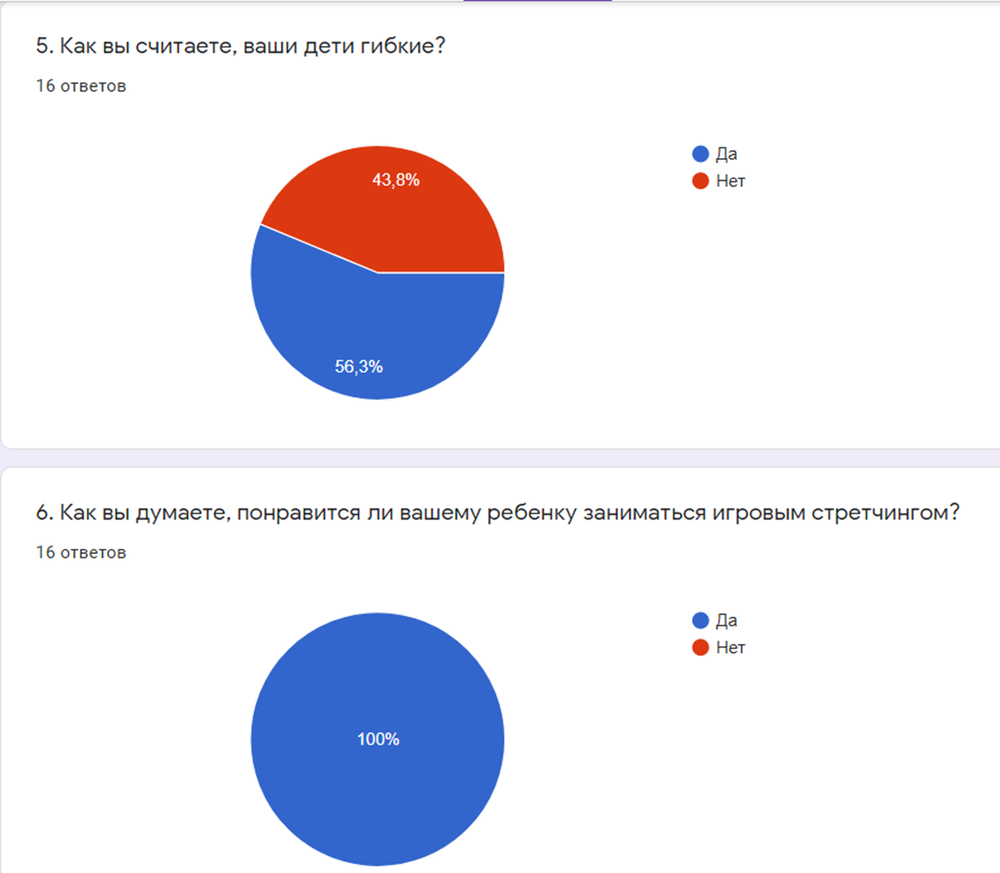 5. Как вы считаете, ваши дети гибкие?
16 ответов
Да
Нет
43,8%
56,3%
6. Как вы думаете, понравится ли вашему ребенку заниматься игровым стретчингом?
16 ответов
Да
Нет
100%